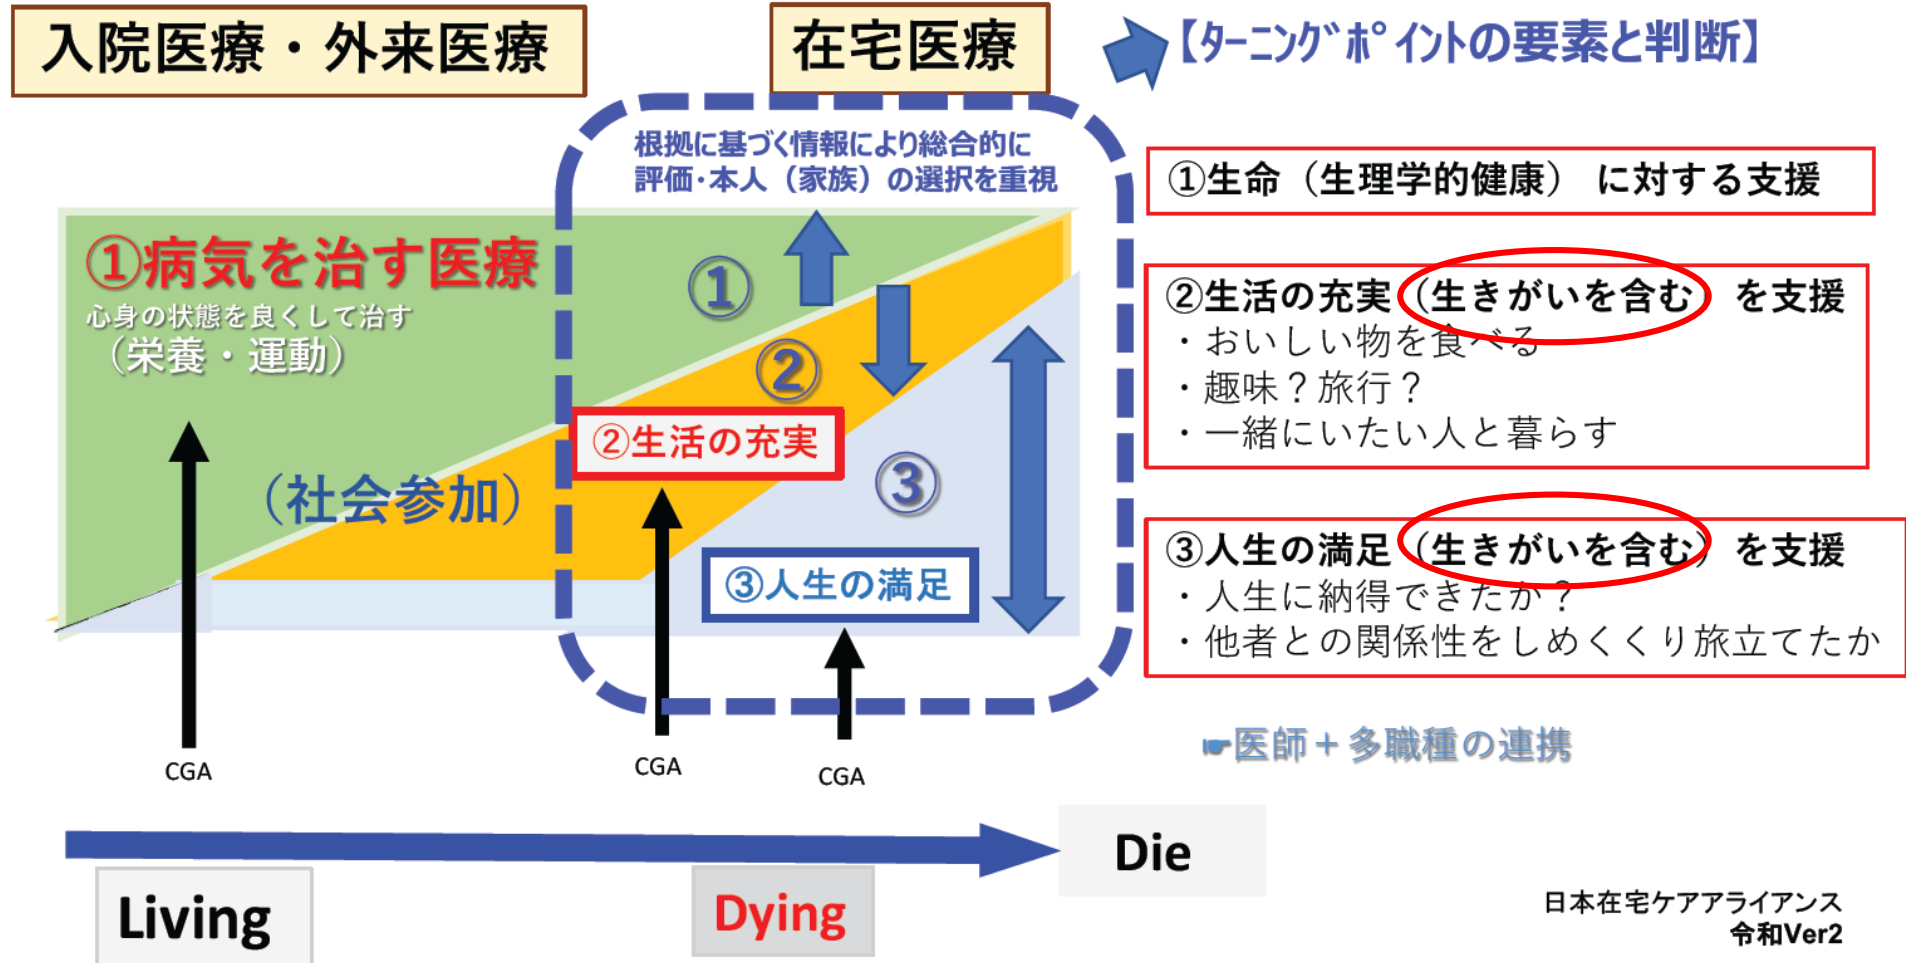 入院医療・外来医療
在宅医療
【ターニングポイントの要素と判断】
根拠に基づく情報により総合的に
評価・本人（家族）の選択を重視
①病気を治す医療
心身の状態を良くして治す
（栄養・運動）
（社会参加）
①
②
②生活の充実
③
③人生の満足
CGA
CGA
CGA
①生命（生理学的健康） に対する支援
②生活の充実（生きがいを含む） を支援
・おいしい物を食べる
・趣味？旅行？
・一緒にいたい人と暮らす
③人生の満足（生きがいを含む） を支援
・人生に納得できたか？
・他者との関係性をしめくくり旅立てたか
☛医師＋多職種の連携
Living
Dying
Die
日本在宅ケアアライアンス
令和Ver2